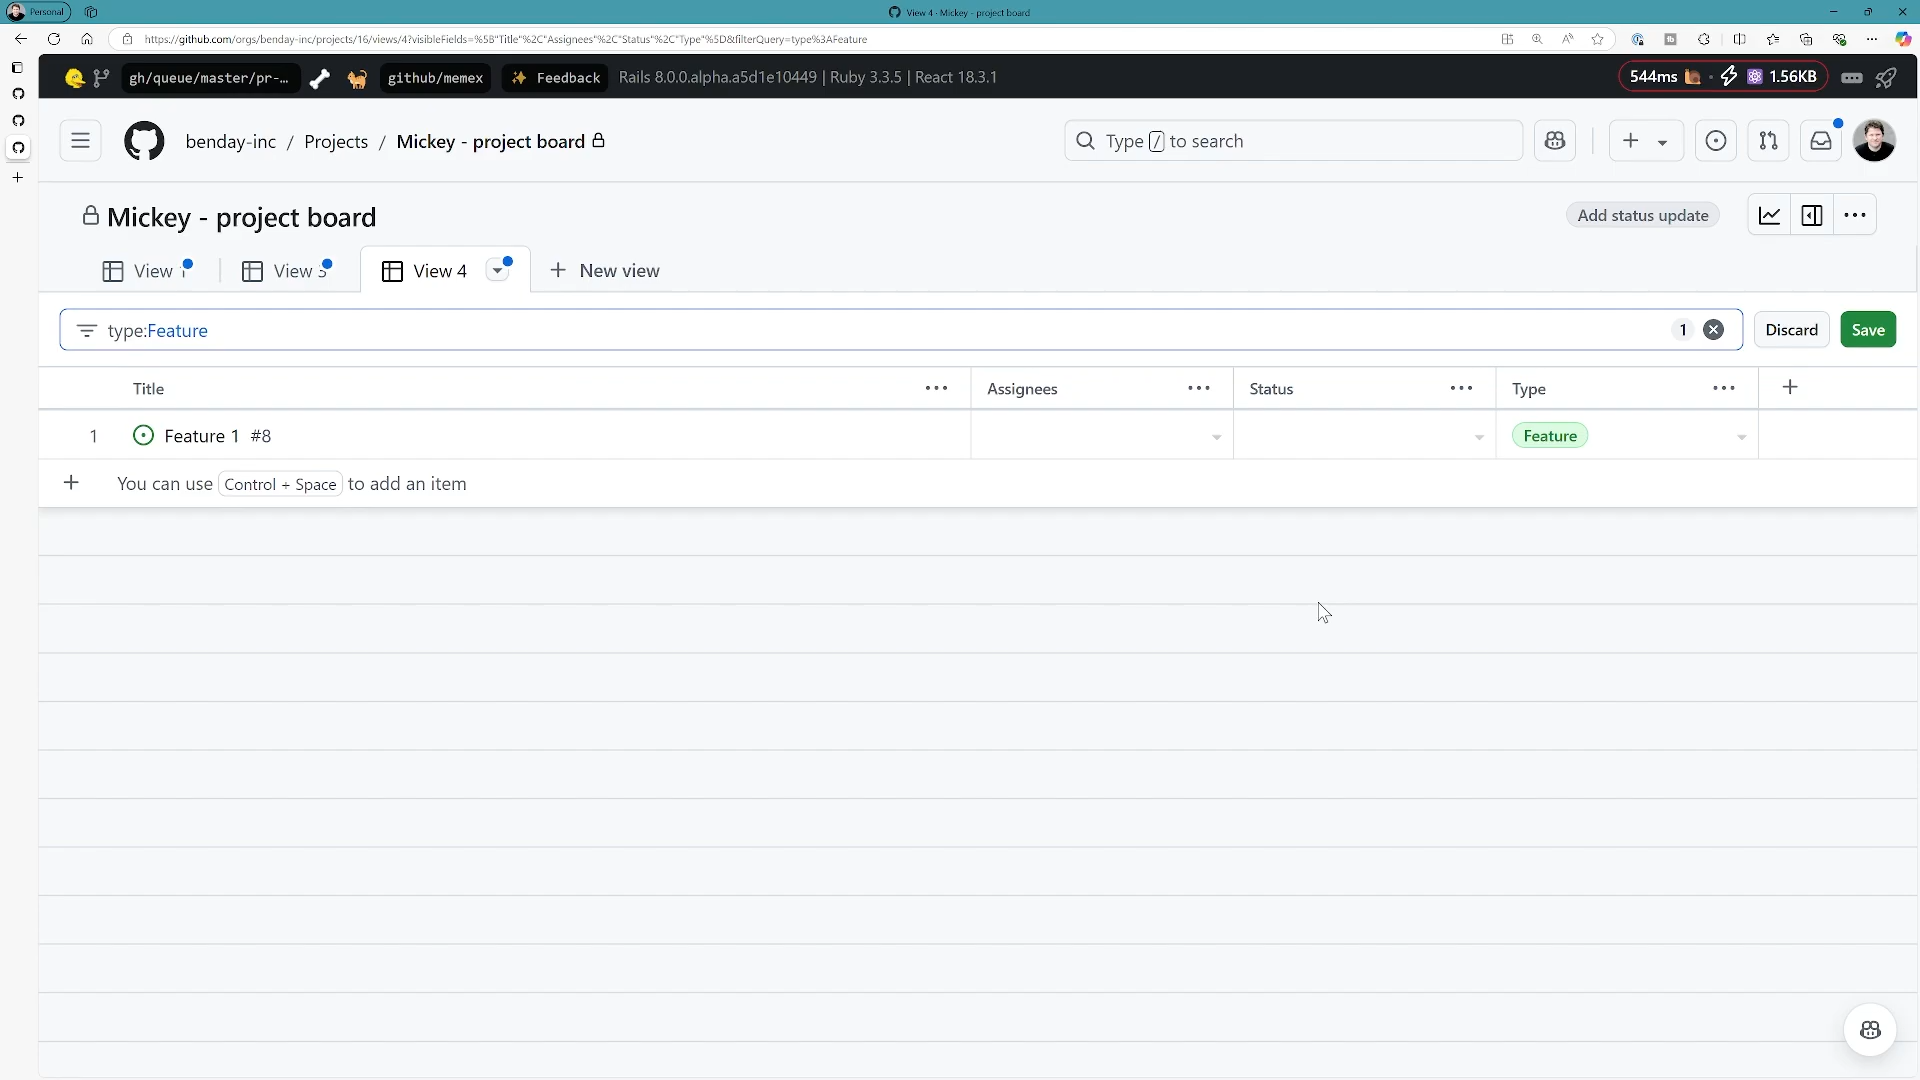 Personal
View 4 · Mickey - project board
https://github.com/orgs/benday-inc/projects/16/views/4?visibleFields=%5B"Title"%2C"Assignees"%2C"Status"%2C"Type"%5D&filterQuery=type%3AFeature
gh/queue/master/pr-…
github/memex
Feedback
Rails 8.0.0.alpha.a5d1e10449 | Ruby 3.3.5 | React 18.3.1
544ms
1.56KB
benday-inc / Projects / Mickey - project board
Type / to search
Mickey - project board
Add status update
View 1
View
View 4
New view
type:Feature
1
Discard
Save
Title
Assignees
Status
Type
1
Feature 1 #8
Feature
You can use Control + Space to add an item